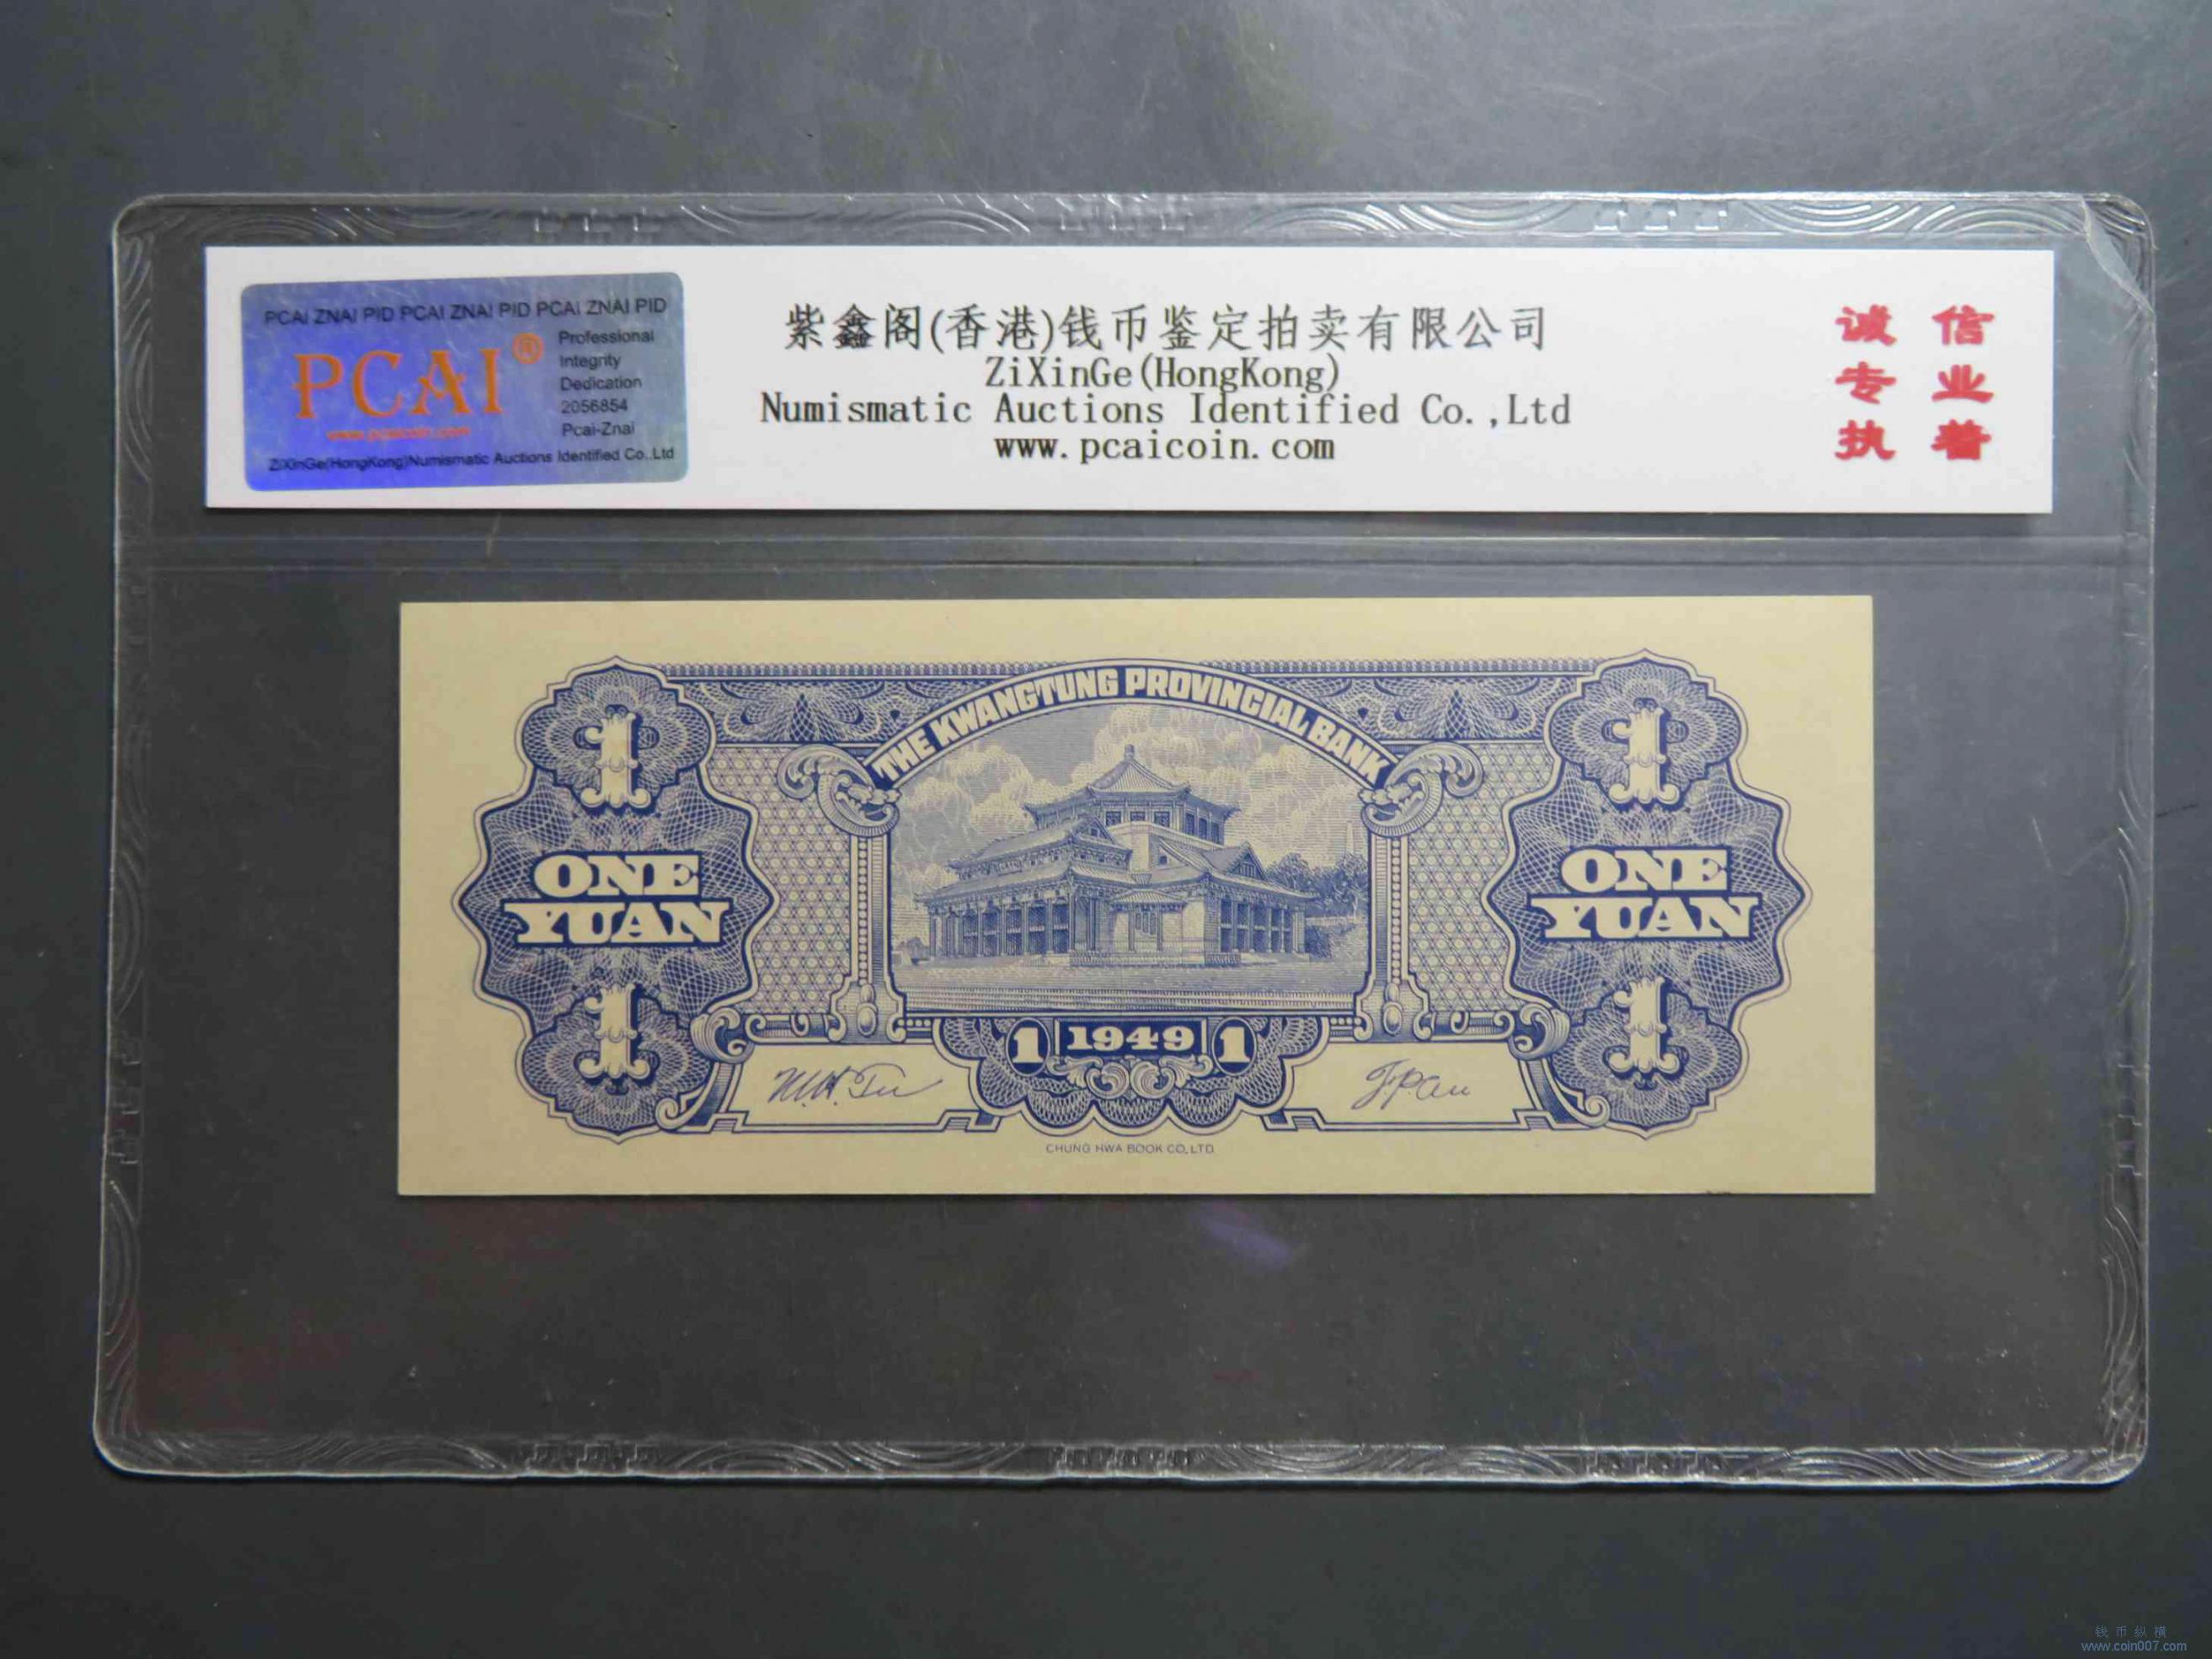 PCAI ZNAI PID PCAI ZNAI PID PCAI ZNAI PID
PCAI®
Professional
Integrity
Dedication
2056854
Pcai-Znai
www.pcaicoin.com
ZiXinGe(HongKong)Numismatic Auctions Identified Co.,Ltd
紫鑫阁(香港)钱币鉴定拍卖有限公司
ZiXinGe(HongKong)
Numismatic Auctions Identified Co.,Ltd
www.pcaicoin.com
诚信
专业
执着
THE KWANGTUNG PROVINCIAL BANK
1
ONE
YUAN
1
1
ONE
YUAN
1
1 1949 1
CHUNG HWA BOOK CO., LTD.
钱币纵横
www.coin007.com